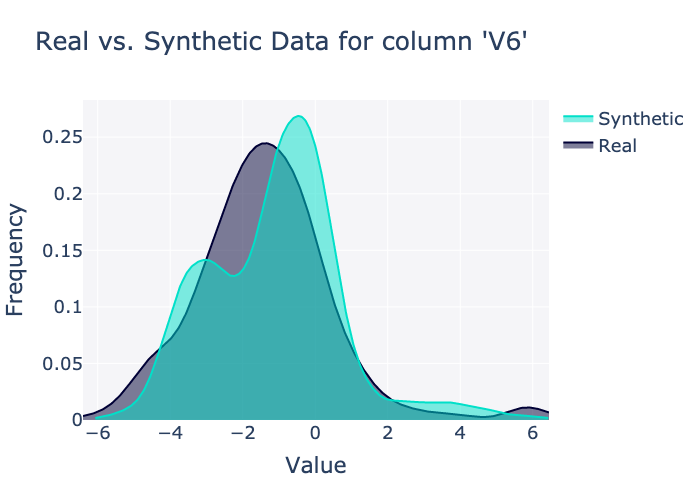 Real vs. Synthetic Data for column 'V6'
Synthetic
Real
0.25
0.2
0.15
0.1
0.05
0
Frequency
−6 −4 −2 0 2 4 6
Value